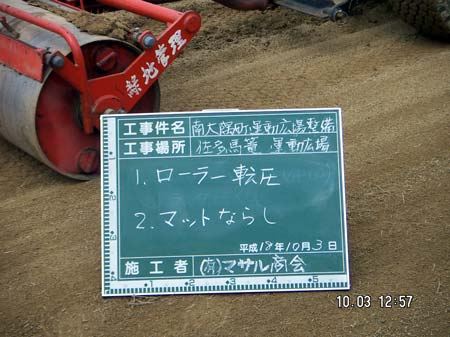 緑地管理
工事件名 南大隅町運動広場整備
工事場所 佐多馬籠 運動広場
1. ローラー転圧
2. マットならし
平成18年10月3日
施工者 (有)マサル商会
10.03 12:57